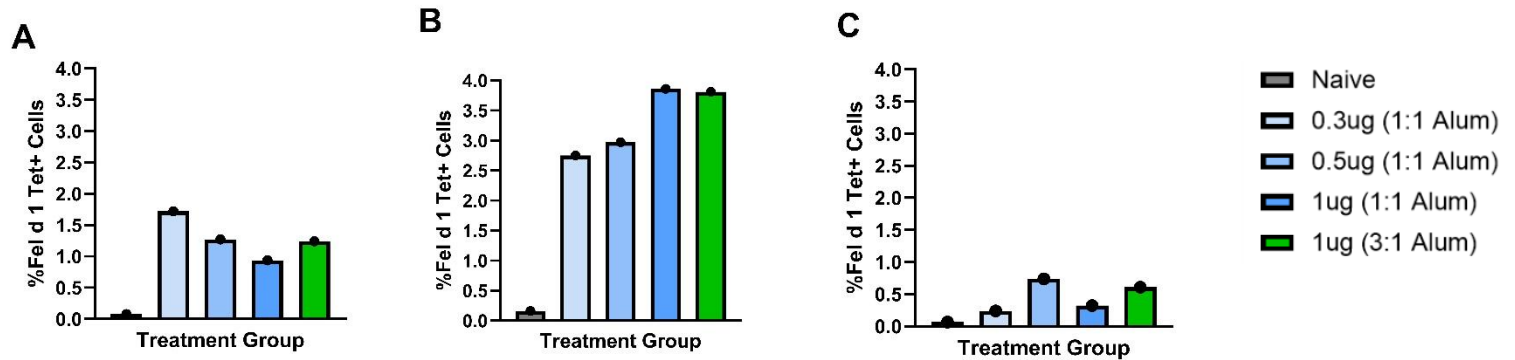 A
4.0
3.5
3.0
2.5
2.0
1.5
1.0
0.5
0.0
%Fel d 1 Tet+ Cells
Treatment Group
B
4.0
3.5
3.0
2.5
2.0
1.5
1.0
0.5
0.0
%Fel d 1 Tet+ Cells
Treatment Group
C
4.0
3.5
3.0
2.5
2.0
1.5
1.0
0.5
0.0
%Fel d 1 Tet+ Cells
Treatment Group
Naive
0.3ug (1:1 Alum)
0.5ug (1:1 Alum)
1ug (1:1 Alum)
1ug (3:1 Alum)